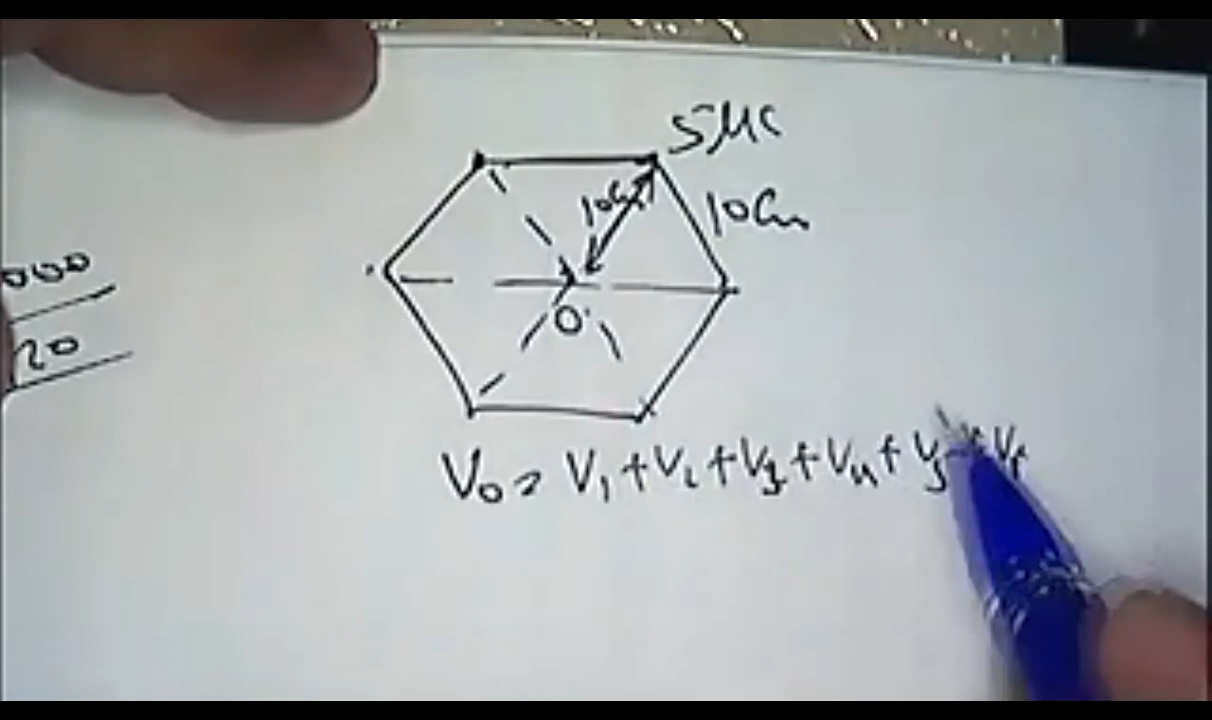 5μC
10cm
10cm
000
20
O
V₀ = V₁ + V₂ + V₃ + V₄ + V₅ + V₆